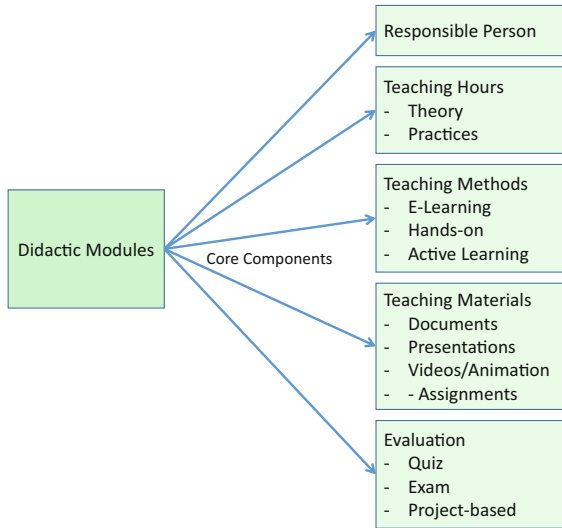 Didactic Modules
Core Components
Responsible Person
Teaching Hours
- Theory
- Practices
Teaching Methods
- E-Learning
- Hands-on
- Active Learning
Teaching Materials
- Documents
- Presentations
- Videos/Animation
- - Assignments
Evaluation
- Quiz
- Exam
- Project-based